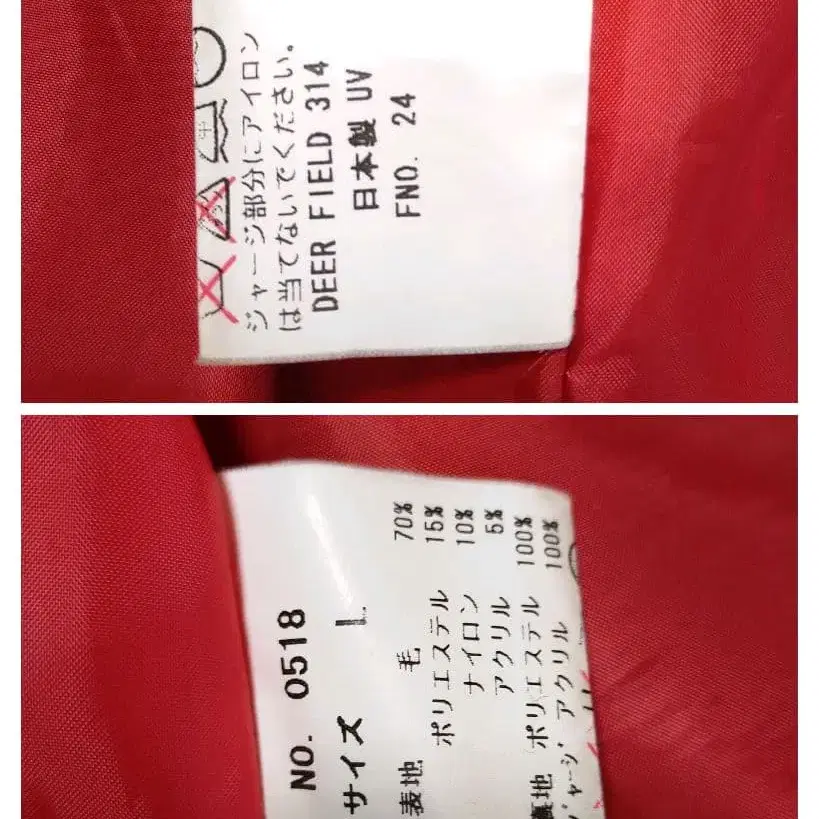 ジャージ部分にアイロン
は当てないでください。
DEER FIELD 314
日本製 UV
FNO. 24
NO. 0518
サイズ L
表地 毛 70%
ポリエステル 15%
ナイロン 10%
アクリル 5%
裏地 ポリエステル 100%
ジャージ アクリル 100%